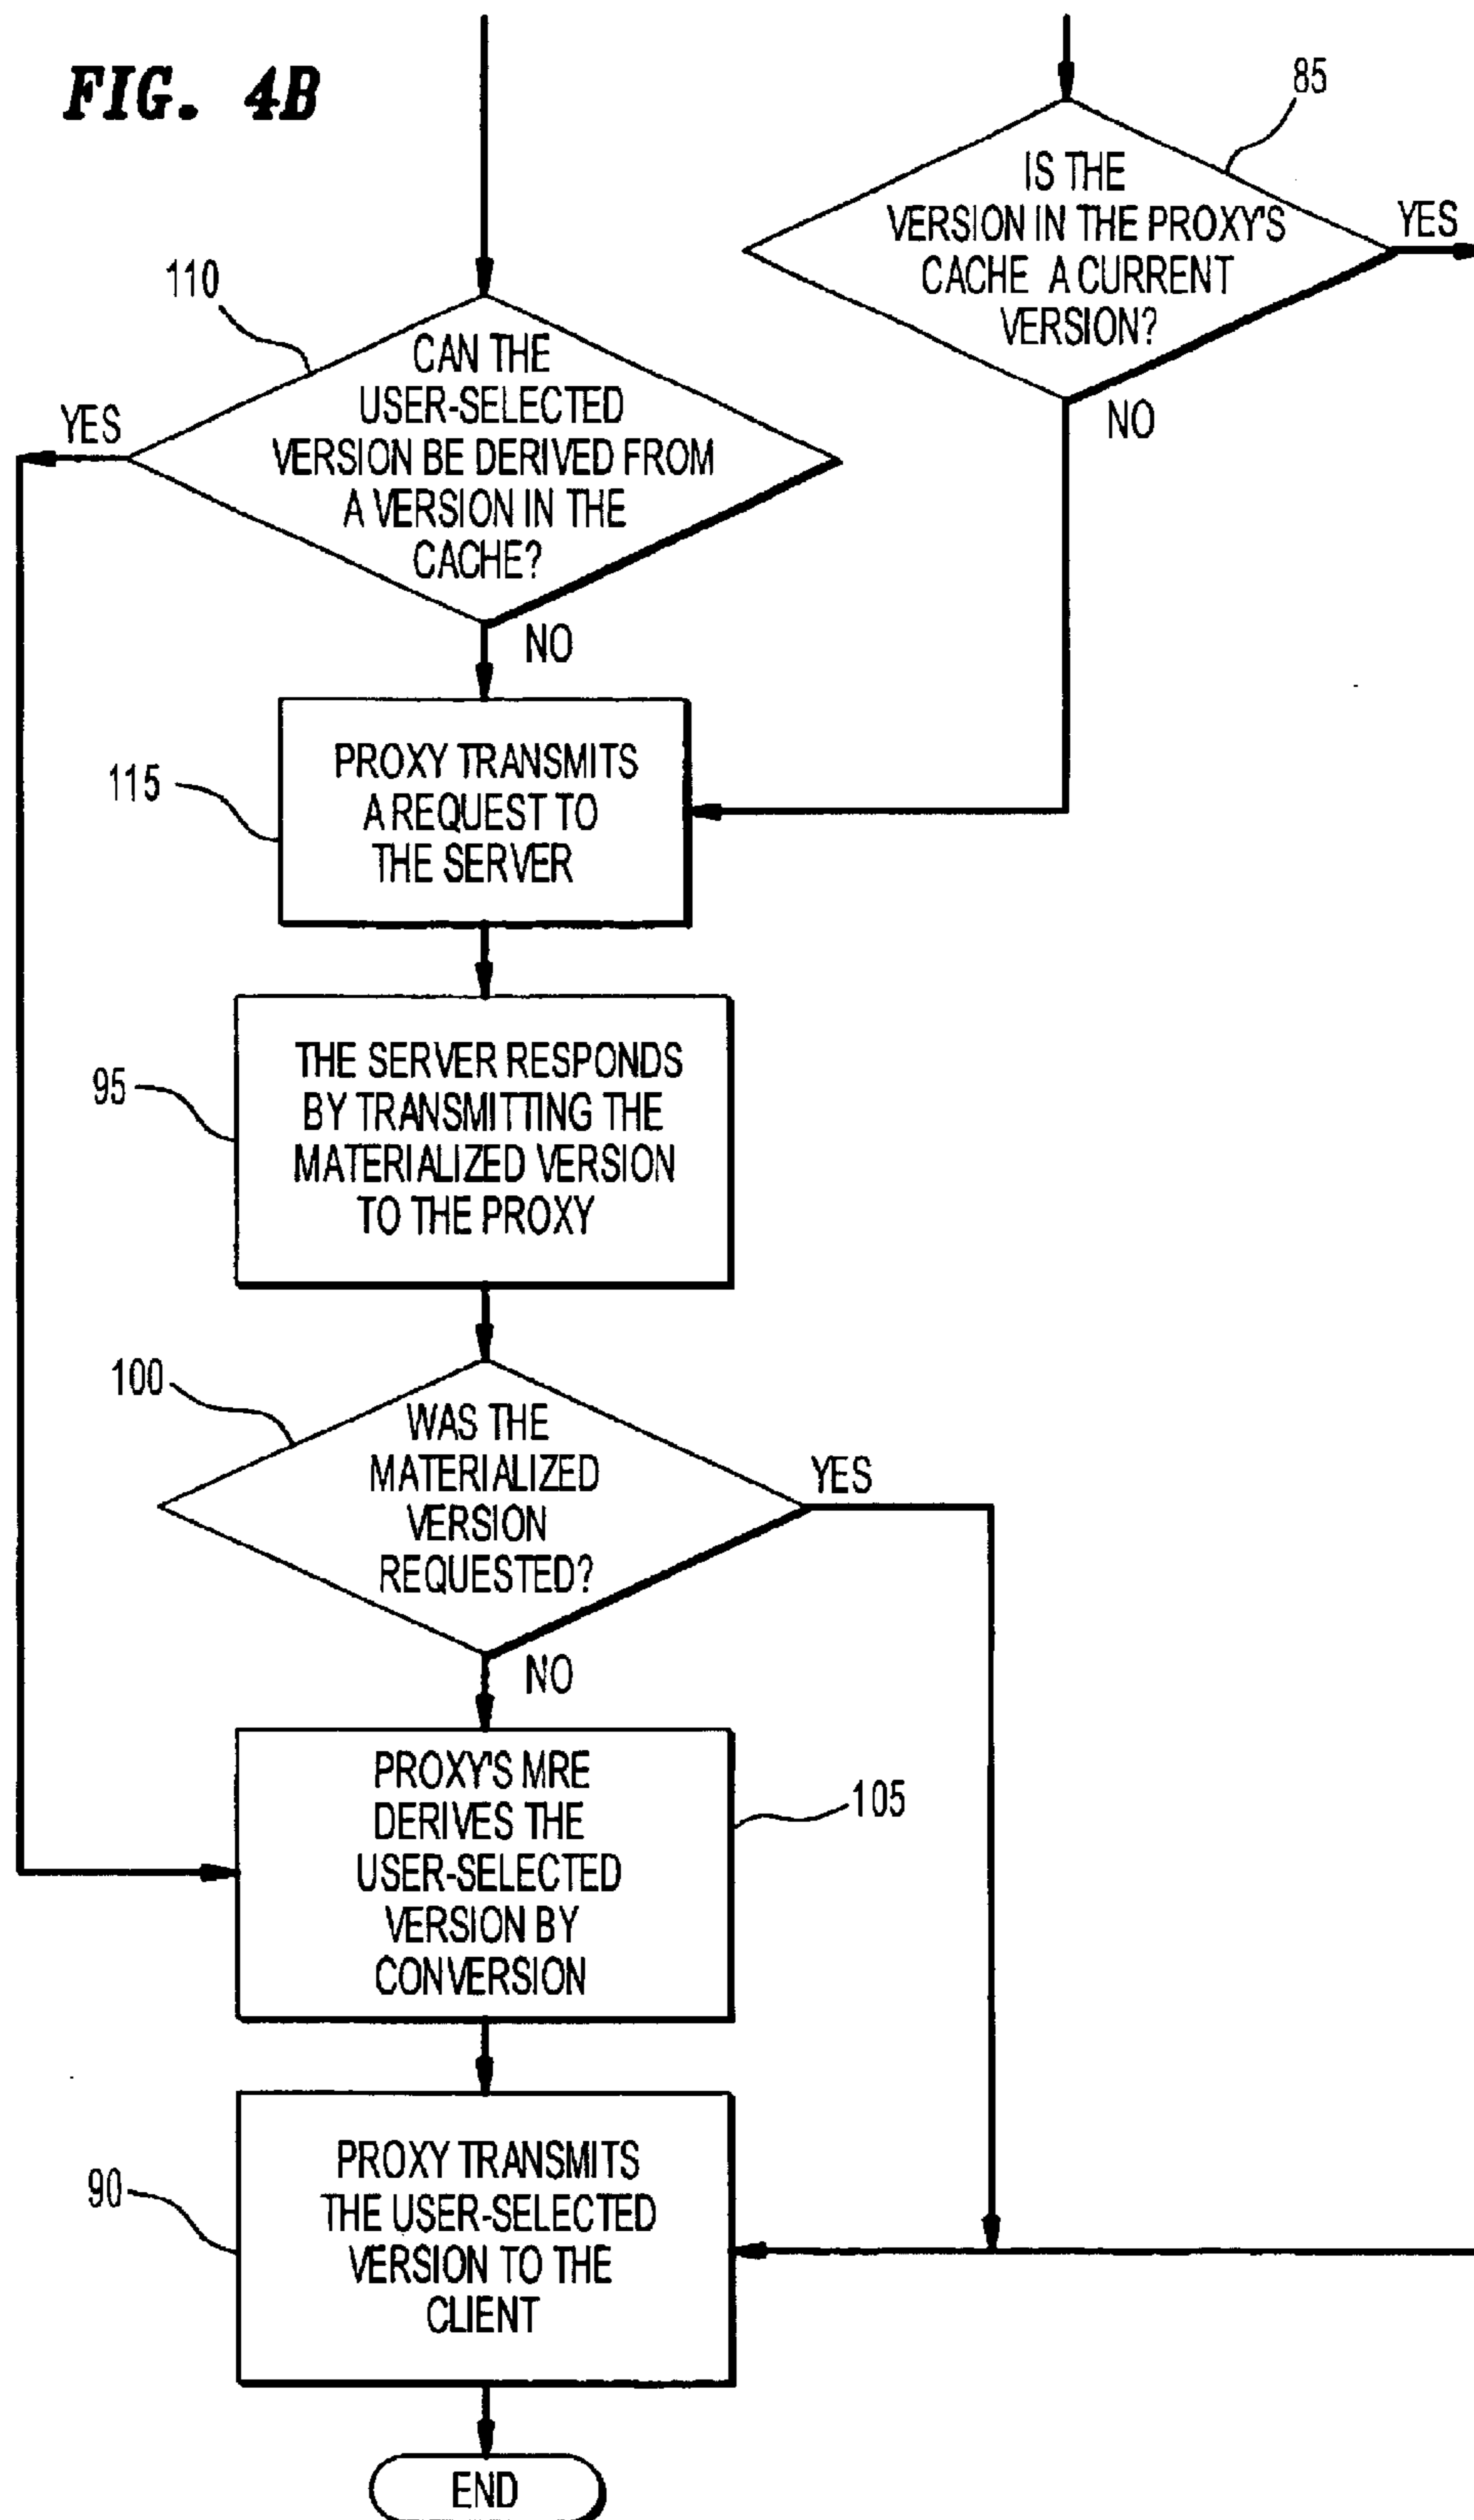 FIG. 4B
85
IS THE
VERSION IN THE PROXY'S
CACHE A CURRENT
VERSION?
YES
NO
110
CAN THE
USER-SELECTED
VERSION BE DERIVED FROM
A VERSION IN THE
CACHE?
YES
NO
115
PROXY TRANSMITS
A REQUEST TO
THE SERVER
95
THE SERVER RESPONDS
BY TRANSMITTING THE
MATERIALIZED VERSION
TO THE PROXY
100
WAS THE
MATERIALIZED
VERSION
REQUESTED?
YES
NO
PROXY'S MRE
DERIVES THE
USER-SELECTED
VERSION BY
CONVERSION
105
90
PROXY TRANSMITS
THE USER-SELECTED
VERSION TO THE
CLIENT
END